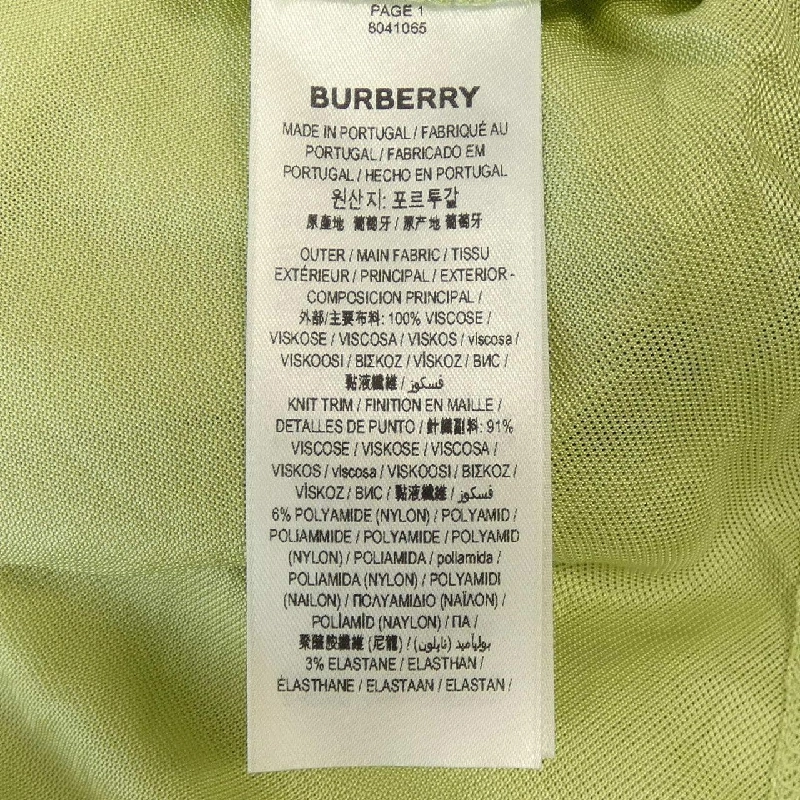 PAGE 1
8041065
BURBERRY
MADE IN PORTUGAL / FABRIQUÉ AU
PORTUGAL / FABRICADO EM
PORTUGAL / HECHO EN PORTUGAL
원산지: 포르투갈
原產地 葡萄牙 / 原产地 葡萄牙
OUTER / MAIN FABRIC / TISSU
EXTÉRIEUR / PRINCIPAL / EXTERIOR -
COMPOSICION PRINCIPAL /
外部/主要布料: 100% VISCOSE /
VISKOSE / VISCOSA / VISKOS / viscosa /
VISKOOSI / ΒΙΣΚΟΖ / VİSKOZ / ВИС /
黏液纖維 / فسكوز
KNIT TRIM / FINITION EN MAILLE /
DETALLES DE PUNTO / 針織副料: 91%
VISCOSE / VISKOSE / VISCOSA /
VISKOS / viscosa / VISKOOSI / ΒΙΣΚΟΖ /
VİSKOZ / ВИС / 黏液纖維 / فسكوز
6% POLYAMIDE (NYLON) / POLYAMID /
POLIAMMIDE / POLYAMIDE / POLYAMID
(NYLON) / POLIAMIDA / poliamida /
POLIAMIDA (NYLON) / POLYAMIDI
(NAILON) / ΠΟΛΥΑΜΙΔΙΟ (ΝΑΪΛΟΝ) /
POLİAMİD (NAYLON) / ПА /
聚醯胺纖維 (尼龍) / بولياميد (نايلون) /
3% ELASTANE / ELASTHAN /
ÉLASTHANE / ELASTAAN / ELASTAN /